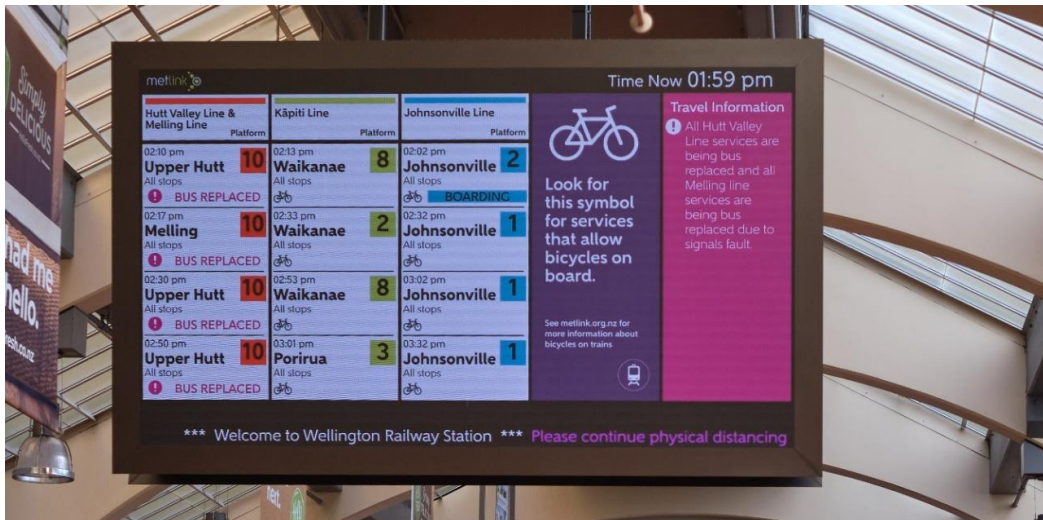 Simply
DELICIOUS
had me
hello.
resh.co.nz
metlink
Time Now 01:59 pm
Hutt Valley Line &
Melling Line
Platform
02:10 pm
Upper Hutt 10
All stops
BUS REPLACED
02:17 pm
Melling 10
All stops
BUS REPLACED
02:30 pm
Upper Hutt 10
All stops
BUS REPLACED
02:50 pm
Upper Hutt 10
All stops
BUS REPLACED
Kāpiti Line
Platform
02:13 pm
Waikanae 8
All stops
02:33 pm
Waikanae 2
All stops
02:53 pm
Waikanae 8
All stops
03:01 pm
Porirua 3
All stops
Johnsonville Line
Platform
02:02 pm
Johnsonville 2
All stops
BOARDING
02:32 pm
Johnsonville 1
All stops
03:02 pm
Johnsonville 1
All stops
03:32 pm
Johnsonville 1
All stops
Look for
this symbol
for services
that allow
bicycles on
board.
See metlink.org.nz for
more information about
bicycles on trains
Travel Information
All Hutt Valley
Line services are
being bus
replaced and all
Melling line
services are
being bus
replaced due to
signals fault.
*** Welcome to Wellington Railway Station *** Please continue physical distancing